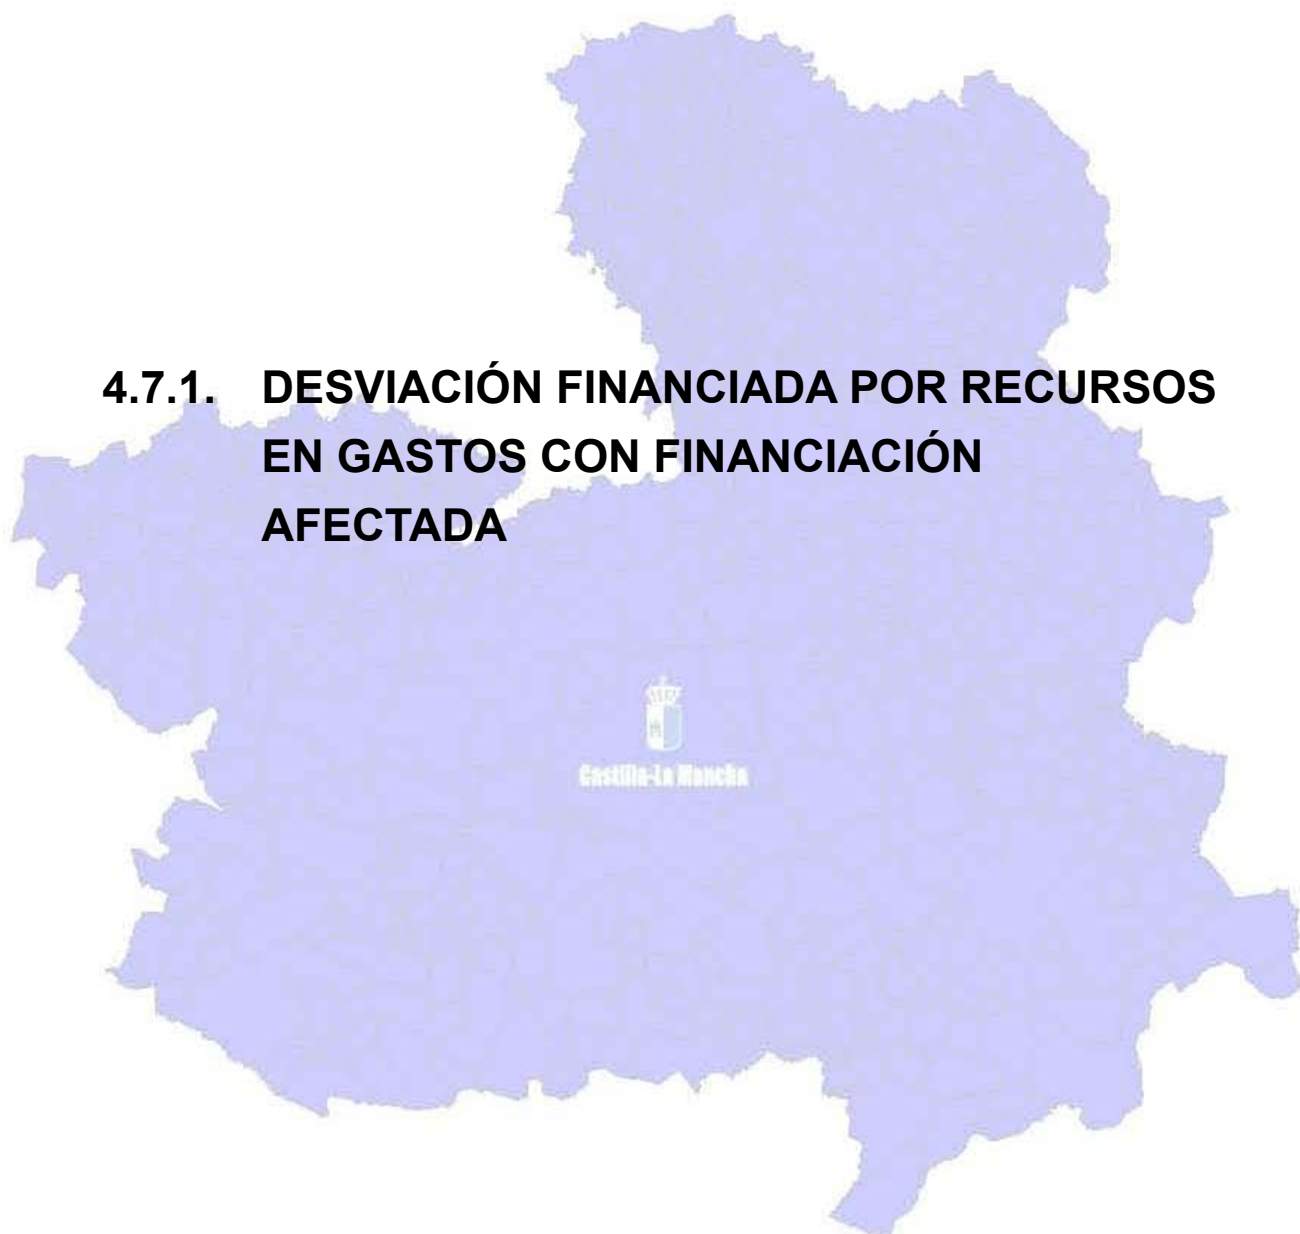 4.7.1. DESVIACIÓN FINANCIADA POR RECURSOS
EN GASTOS CON FINANCIACIÓN
AFECTADA
Castilla-La Mancha